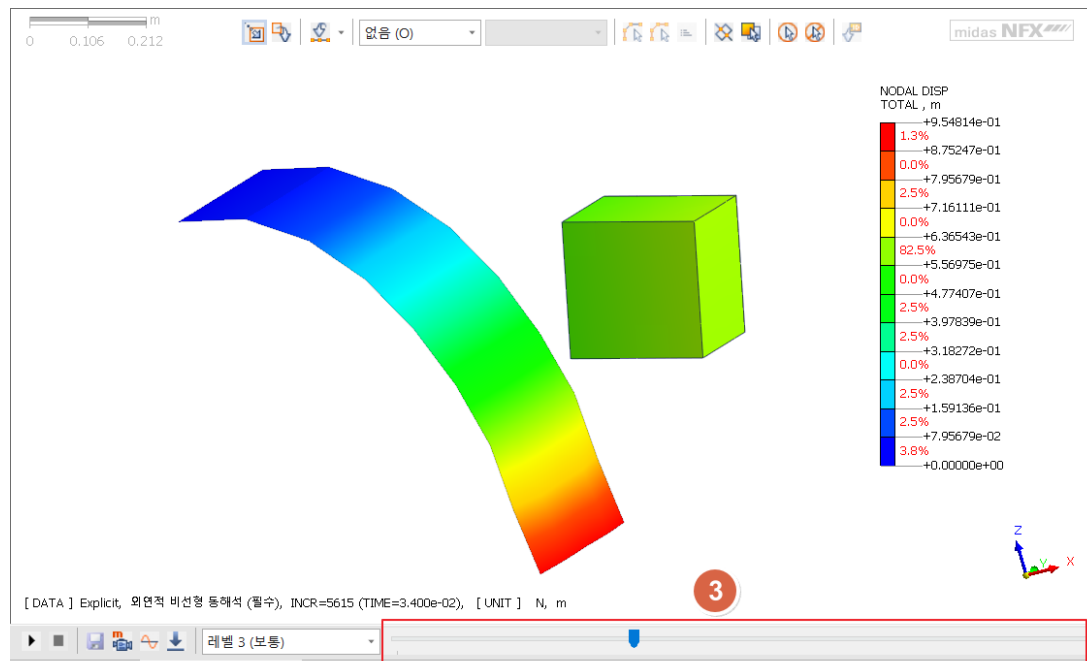 m
0 0.106 0.212
없음 (O)
midas NFX
NODAL DISP
TOTAL , m
+9.54814e-01
1.3%
+8.75247e-01
0.0%
+7.95679e-01
2.5%
+7.16111e-01
0.0%
+6.36543e-01
82.5%
+5.56975e-01
0.0%
+4.77407e-01
2.5%
+3.97839e-01
2.5%
+3.18272e-01
0.0%
+2.38704e-01
2.5%
+1.59136e-01
2.5%
+7.95679e-02
3.8%
+0.00000e+00
Z
Y
X
3
[ DATA ] Explicit, 외연적 비선형 동해석 (필수), INCR=5615 (TIME=3.400e-02), [ UNIT ] N, m
레벨 3 (보통)